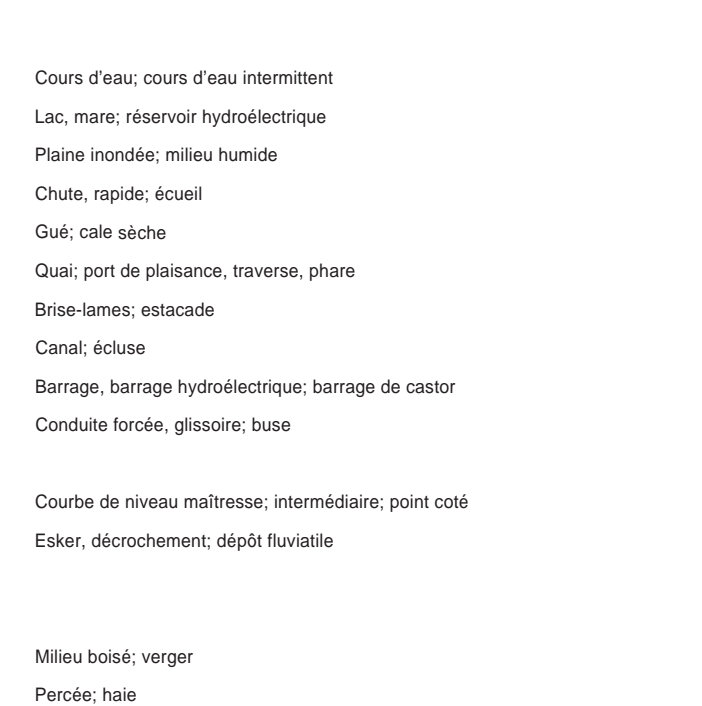 Cours d’eau; cours d’eau intermittent
Lac, mare; réservoir hydroélectrique
Plaine inondée; milieu humide
Chute, rapide; écueil
Gué; cale sèche
Quai; port de plaisance, traverse, phare
Brise-lames; estacade
Canal; écluse
Barrage, barrage hydroélectrique; barrage de castor
Conduite forcée, glissoire; buse
Courbe de niveau maîtresse; intermédiaire; point coté
Esker, décrochement; dépôt fluviatile
Milieu boisé; verger
Percée; haie